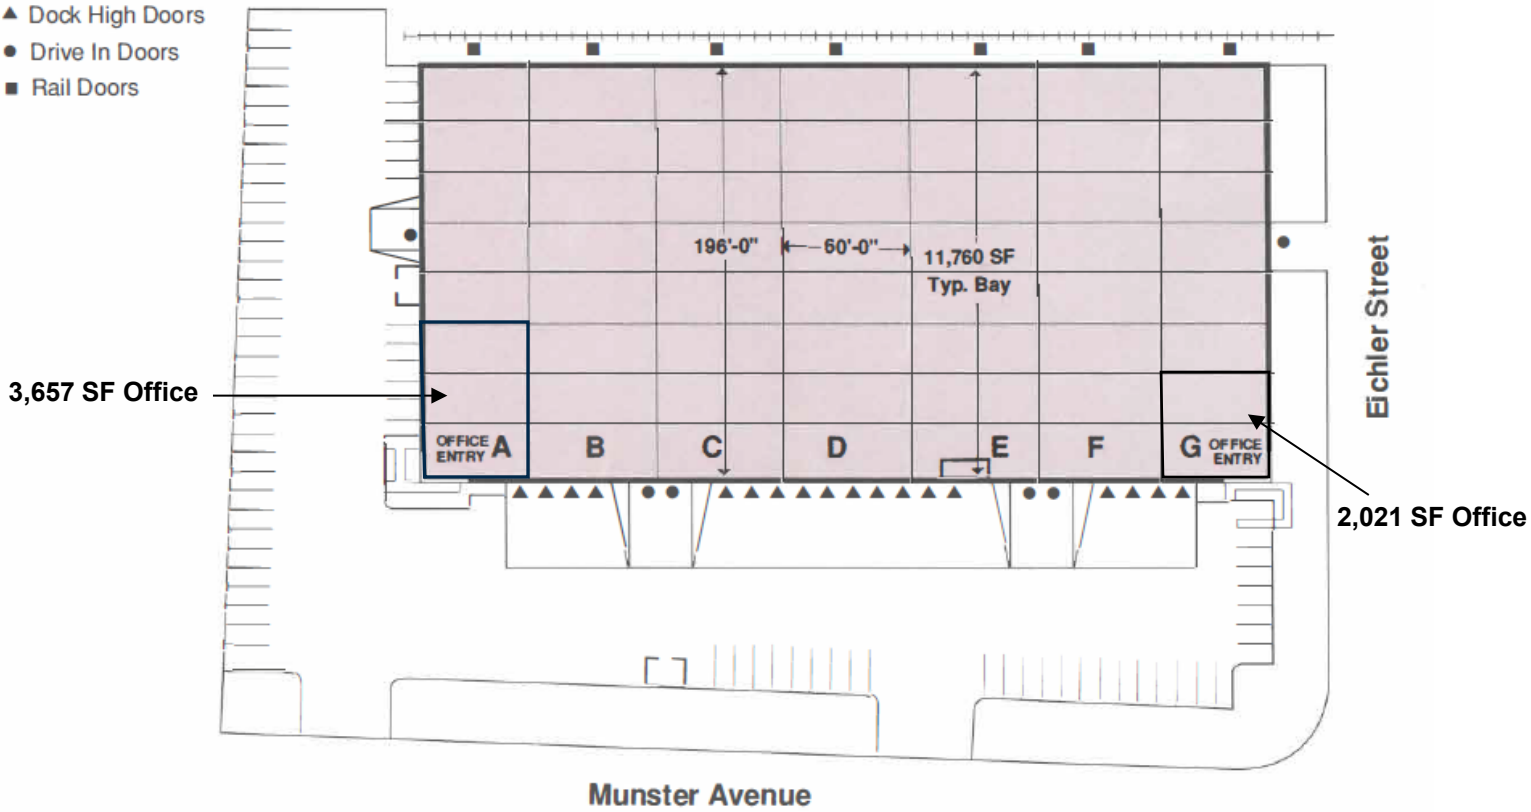 ▲ Dock High Doors
● Drive In Doors
■ Rail Doors
196'-0"
60'-0"
11,760 SF
Typ. Bay
Eichler Street
3,657 SF Office
OFFICE
ENTRY
A
B
C
D
E
F
G
OFFICE
ENTRY
2,021 SF Office
Munster Avenue